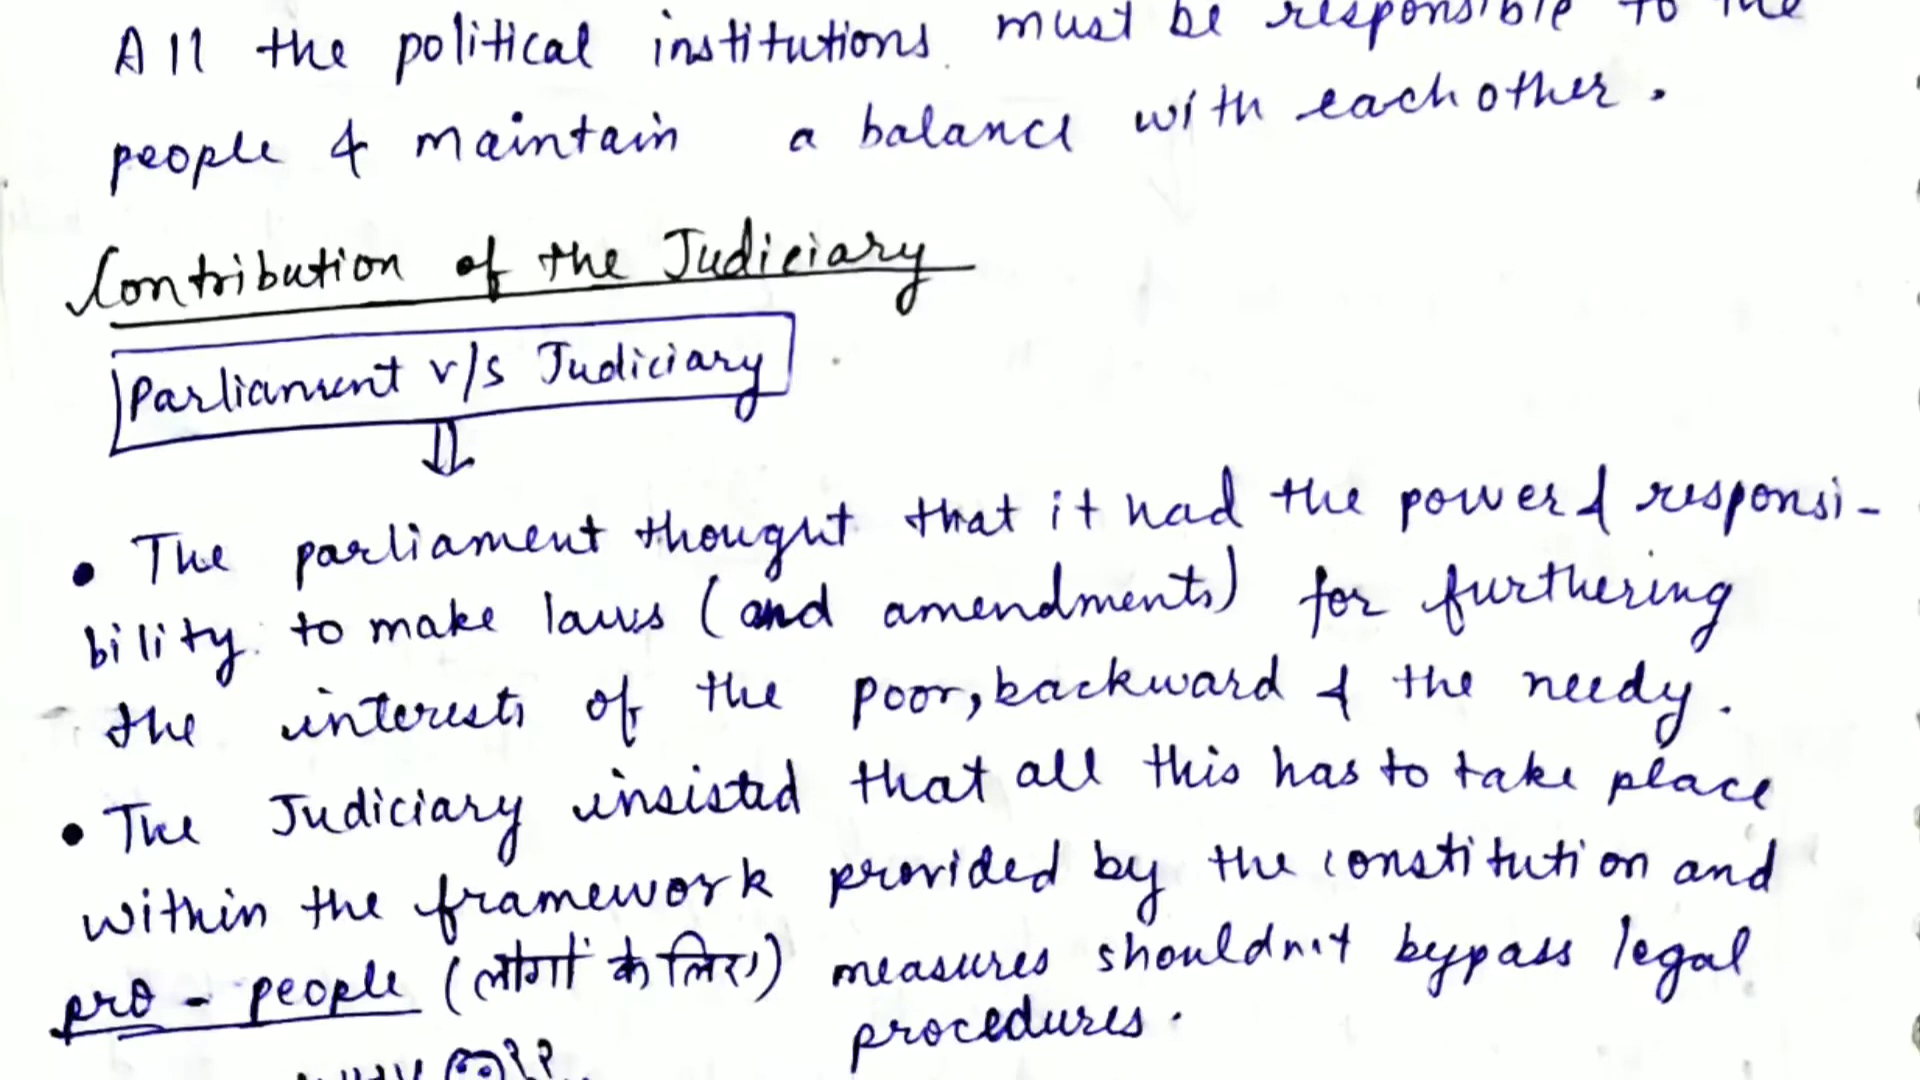 All the political institutions must be responsible to the
people & maintain a balance with each other.
Contribution of the Judiciary
Parliament v/s Judiciary
• The parliament thought that it had the power & responsi-
bility to make laws (and amendments) for furthering
the interests of the poor, backward & the needy.
• The Judiciary insisted that all this has to take place
within the framework provided by the constitution and
pro - people (लोगों के लिए) measures shouldn't bypass legal
procedures.